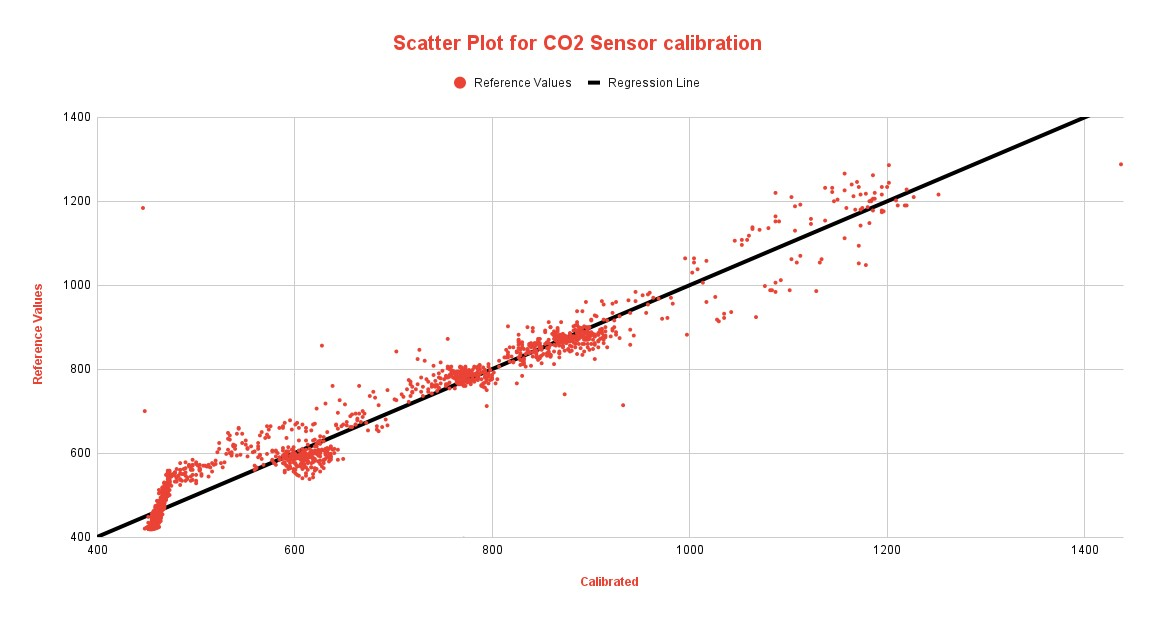 Scatter Plot for CO2 Sensor calibration
Reference Values
Regression Line
1400
1200
1000
800
600
400
Reference Values
400
600
800
1000
1200
1400
Calibrated